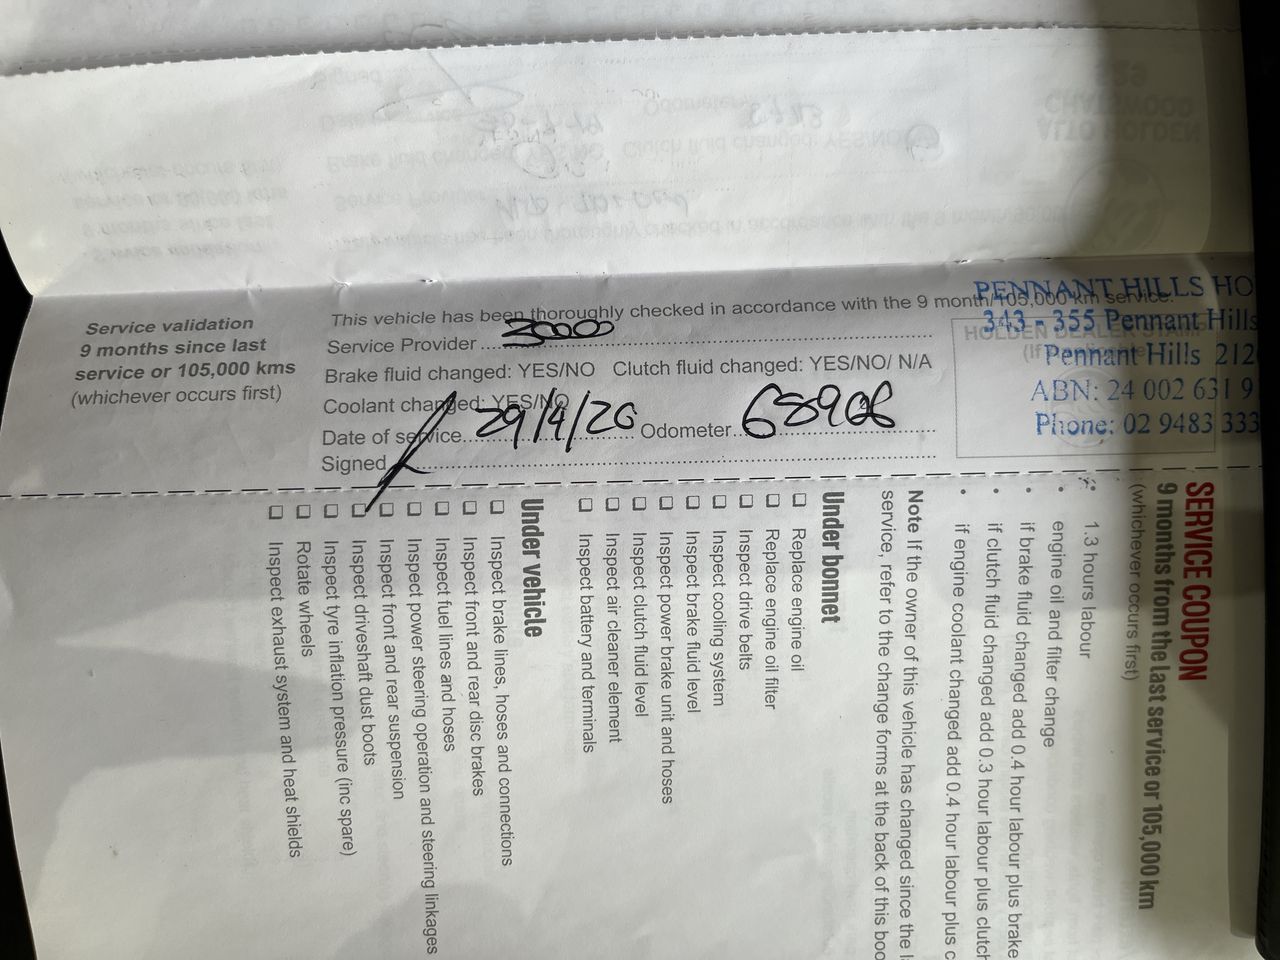 Service validation
9 months since last
service or 105,000 kms
(whichever occurs first)
This vehicle has been thoroughly checked in accordance with the 9 month/105,000 km service.
Service Provider 30000
Brake fluid changed: YES/NO Clutch fluid changed: YES/NO/ N/A
Coolant changed: YES/NO
Date of service 29/4/20 Odometer 68906
Signed
PENNANT HILLS HO
343 - 355 Pennant Hills
Pennant Hills 212
ABN: 24 002 631 9
Phone: 02 9483 333
HOLDEN DEALER STAMP
SERVICE COUPON
9 months from the last service or 105,000 km
(whichever occurs first)
• 1.3 hours labour
• engine oil and filter change
• if brake fluid changed add 0.4 hour labour plus brake
• if clutch fluid changed add 0.3 hour labour plus clutch
• if engine coolant changed add 0.4 hour labour plus c
Note If the owner of this vehicle has changed since the l
service, refer to the change forms at the back of this boo
Under bonnet
Replace engine oil
Replace engine oil filter
Inspect drive belts
Inspect cooling system
Inspect brake fluid level
Inspect power brake unit and hoses
Inspect clutch fluid level
Inspect air cleaner element
Inspect battery and terminals
Under vehicle
Inspect brake lines, hoses and connections
Inspect front and rear disc brakes
Inspect fuel lines and hoses
Inspect power steering operation and steering linkages
Inspect front and rear suspension
Inspect driveshaft dust boots
Inspect tyre inflation pressure (inc spare)
Rotate wheels
Inspect exhaust system and heat shields